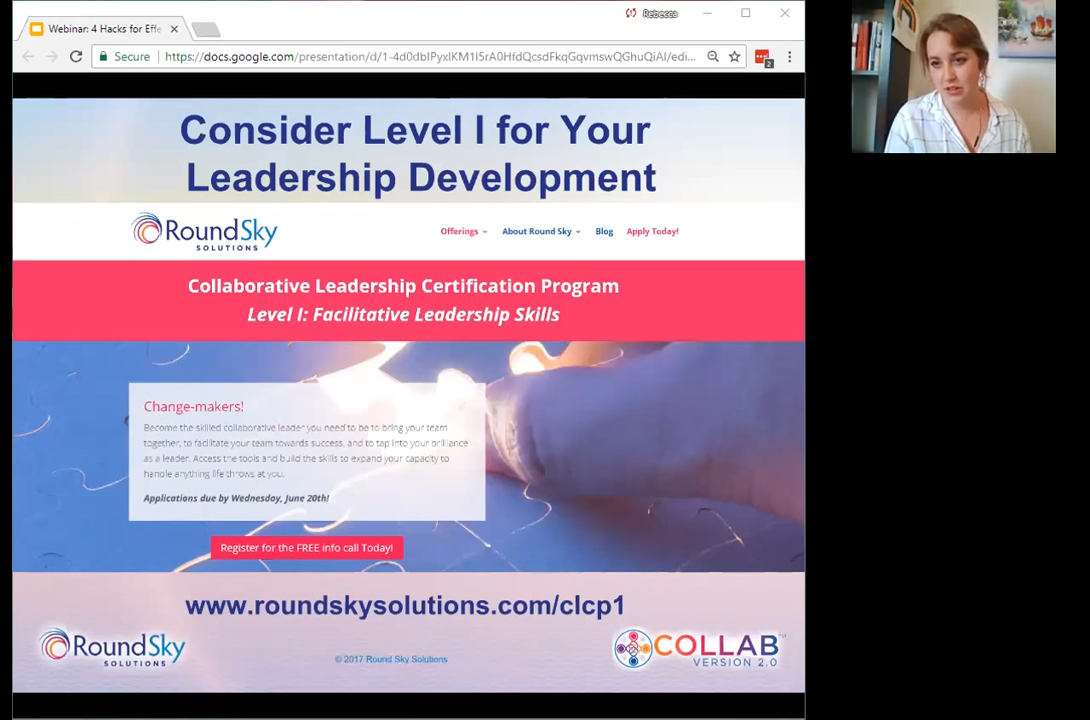 Rebecca
Webinar: 4 Hacks for Effe
Secure
https://docs.google.com/presentation/d/1-4d0dbIPyxIKM1I5rA0HfdQcsdFkqGqvmswQGhuQiAI/edi...
2
Consider Level I for Your
Leadership Development
RoundSky
SOLUTIONS
Offerings
About Round Sky
Blog
Apply Today!
Collaborative Leadership Certification Program
Level I: Facilitative Leadership Skills
Change-makers!
Become the skilled collaborative leader you need to be to bring your team
together, to facilitate your team towards success, and to tap into your brilliance
as a leader. Access the tools and build the skills to expand your capacity to
handle anything life throws at you.
Applications due by Wednesday, June 20th!
Register for the FREE info call Today!
www.roundskysolutions.com/clcp1
RoundSky
SOLUTIONS
© 2017 Round Sky Solutions
COLLAB™
VERSION 2.0